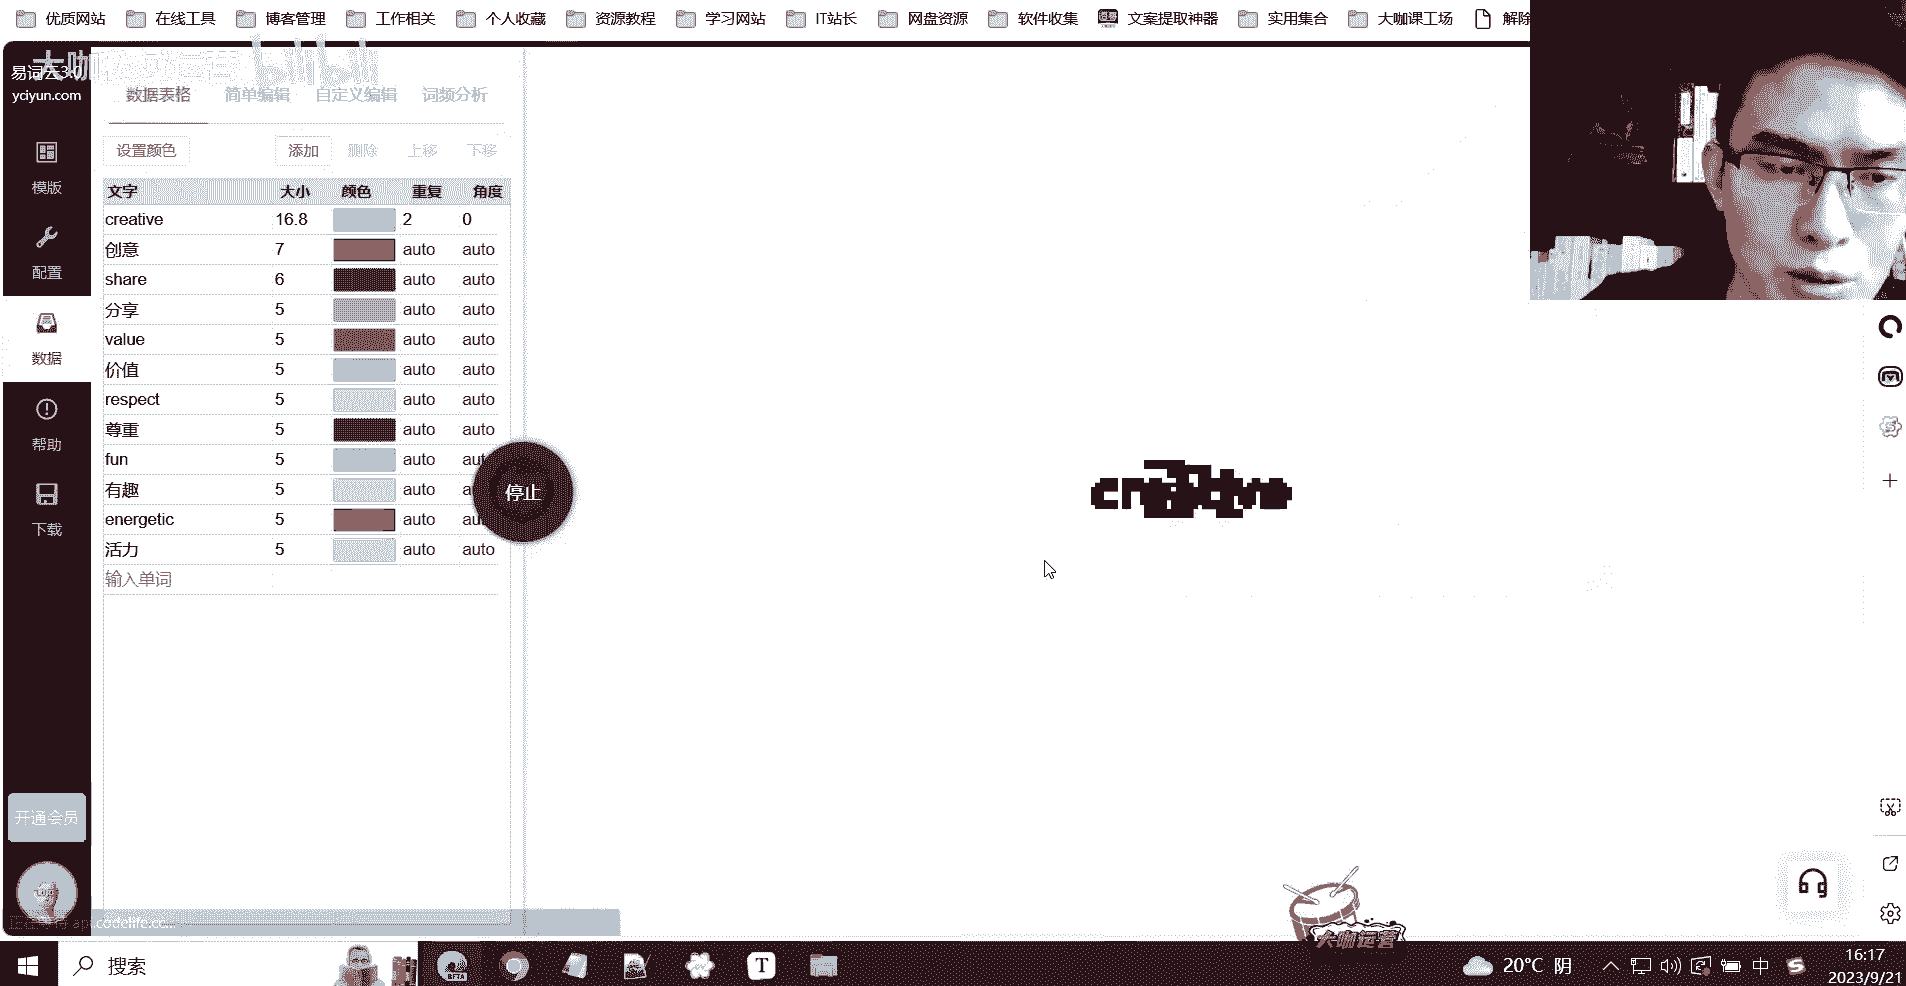 优质网站 在线工具 博客管理 工作相关 个人收藏 资源教程 学习网站 IT站长 网盘资源 软件收集 文案提取神器 实用集合 大咖课工场 解除
易词云3.0
yciyun.com
bilibili
数据表格 简单编辑 自定义编辑 词频分析
设置颜色 添加 删除 上移 下移
模版
配置
数据
帮助
下载
开通会员
文字 大小 颜色 重复 角度
creative 16.8 2 0
创意 7 auto auto
share 6 auto auto
分享 5 auto auto
value 5 auto auto
价值 5 auto auto
respect 5 auto auto
尊重 5 auto auto
fun 5 auto
有趣 5 auto
energetic 5 auto
活力 5 auto auto
输入单词
停止
creative
大咖运营
搜索
BETA
T
20°C 阴
中
16:17
2023/9/21